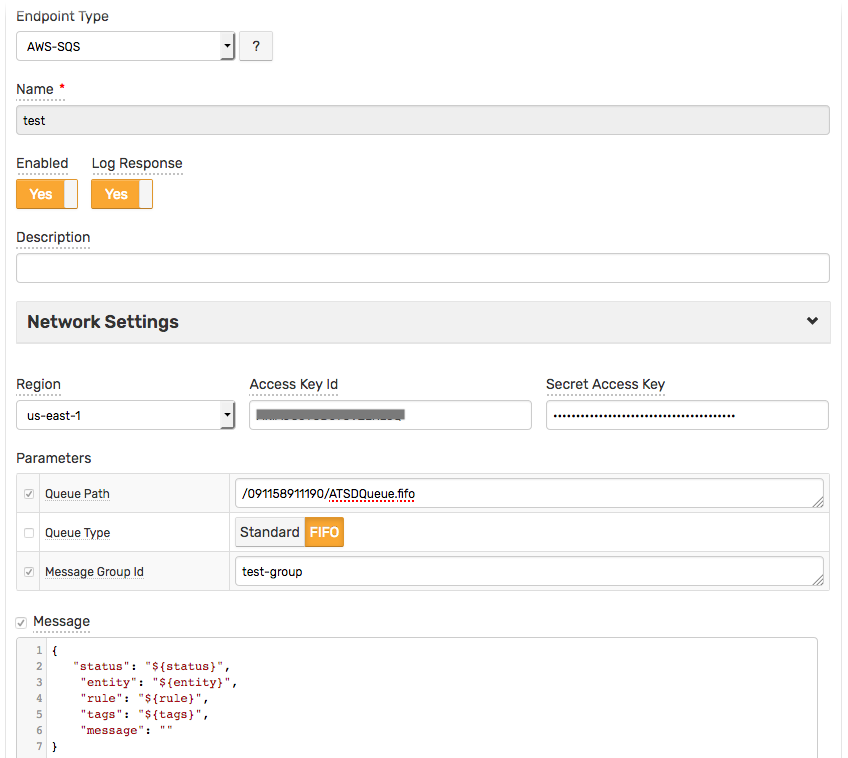 Endpoint Type
AWS-SQS ?
Name *
test
Enabled Log Response
Yes Yes
Description
Network Settings
Region Access Key Id Secret Access Key
us-east-1 ••••••••••••••••••••••••••••••••••••••••
Parameters
Queue Path /091158911190/ATSDQueue.fifo
Queue Type Standard FIFO
Message Group Id test-group
Message
1 {
2 "status": "${status}",
3 "entity": "${entity}",
4 "rule": "${rule}",
5 "tags": "${tags}",
6 "message": ""
7 }